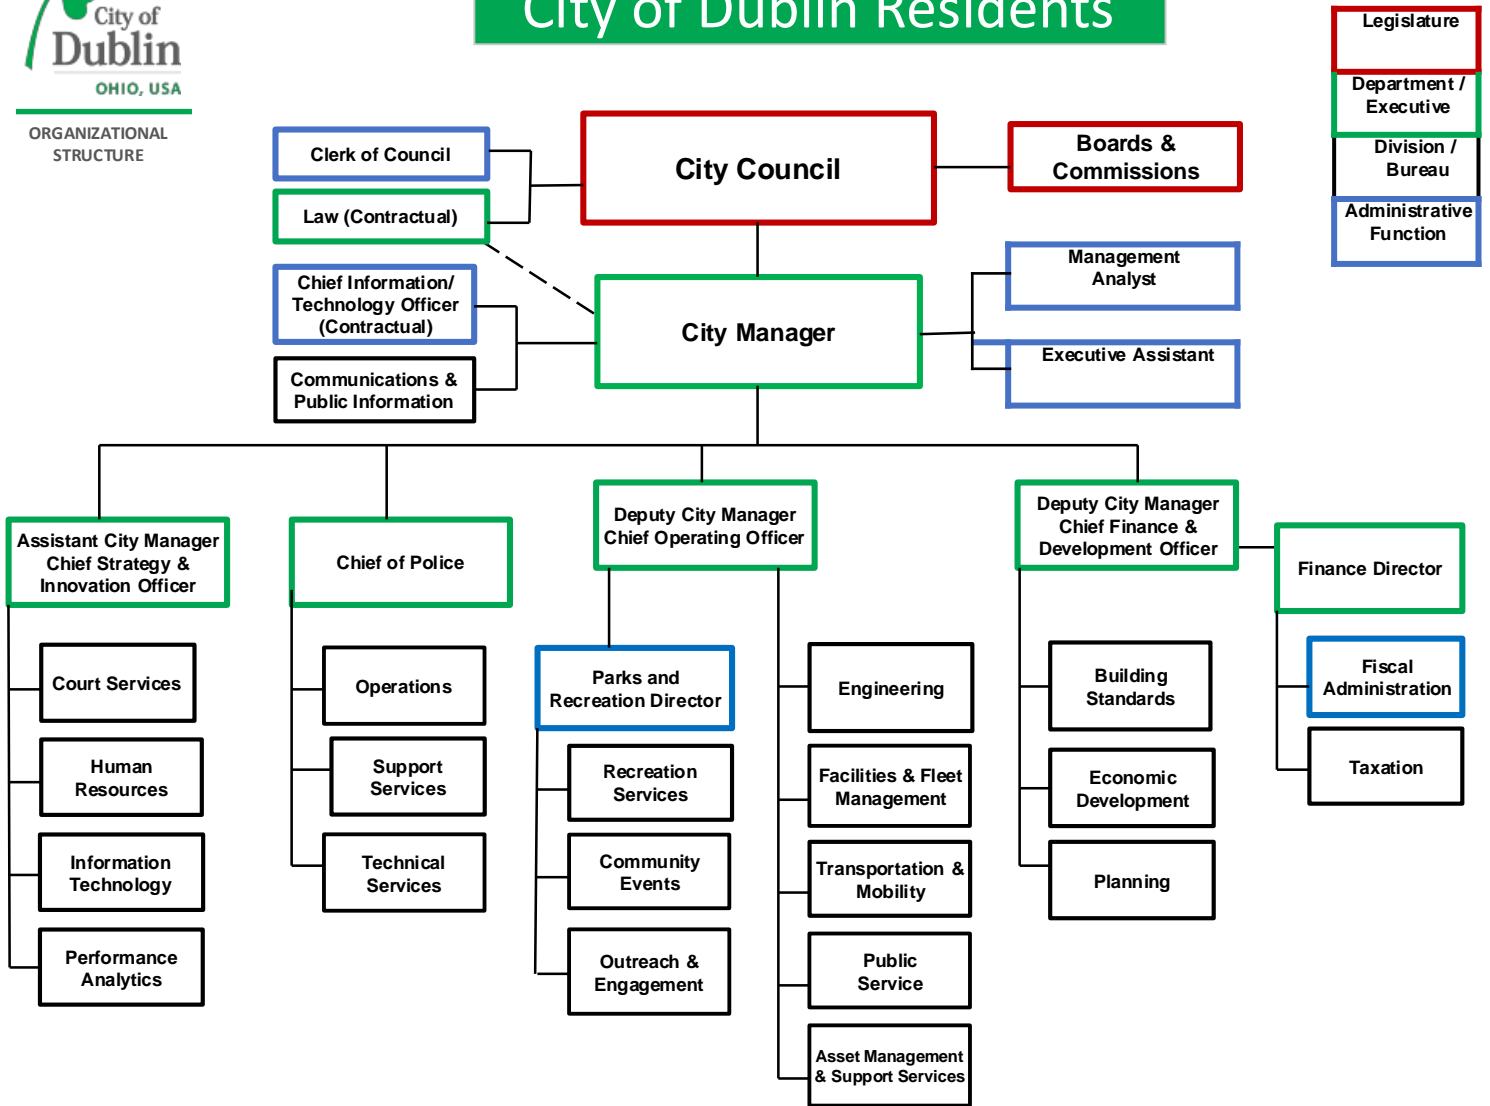 City of
Dublin
OHIO, USA
ORGANIZATIONAL
STRUCTURE
City of Dublin Residents
Legislature
Department /
Executive
Division /
Bureau
Administrative
Function
Clerk of Council
Law (Contractual)
City Council
Boards &
Commissions
Chief Information/
Technology Officer
(Contractual)
Communications &
Public Information
City Manager
Management
Analyst
Executive Assistant
Assistant City Manager
Chief Strategy &
Innovation Officer
Court Services
Human
Resources
Information
Technology
Performance
Analytics
Chief of Police
Operations
Support
Services
Technical
Services
Deputy City Manager
Chief Operating Officer
Parks and
Recreation Director
Recreation
Services
Community
Events
Outreach &
Engagement
Engineering
Facilities & Fleet
Management
Transportation &
Mobility
Public
Service
Asset Management
& Support Services
Deputy City Manager
Chief Finance &
Development Officer
Building
Standards
Economic
Development
Planning
Finance Director
Fiscal
Administration
Taxation